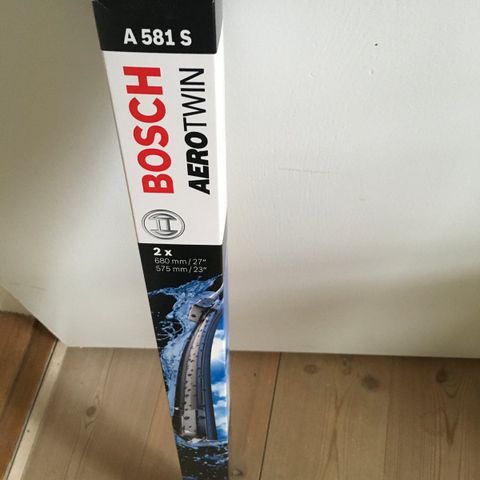 A 581 S
BOSCH
AEROTWIN
2 x
680 mm / 27"
575 mm / 23"